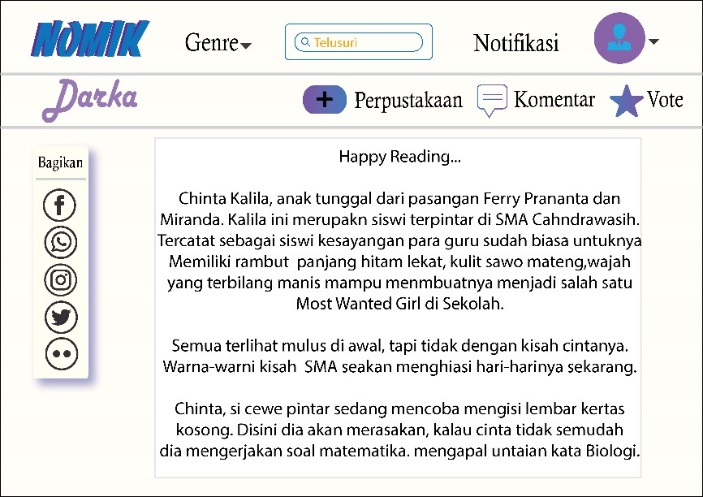 NOMIK
Genre
Telusuri
Notifikasi
Darka
Perpustakaan
Komentar
Vote
Bagikan
Happy Reading...
Chinta Kalila, anak tunggal dari pasangan Ferry Prananta dan
Miranda. Kalila ini merupakn siswi terpintar di SMA Cahndrawasih.
Tercatat sebagai siswi kesayangan para guru sudah biasa untuknya
Memiliki rambut panjang hitam lekat, kulit sawo mateng,wajah
yang terbilang manis mampu menmbuatnya menjadi salah satu
Most Wanted Girl di Sekolah.
Semua terlihat mulus di awal, tapi tidak dengan kisah cintanya.
Warna-warni kisah SMA seakan menghiasi hari-harinya sekarang.
Chinta, si cewe pintar sedang mencoba mengisi lembar kertas
kosong. Disini dia akan merasakan, kalau cinta tidak semudah
dia mengerjakan soal matematika. mengapal untaian kata Biologi.